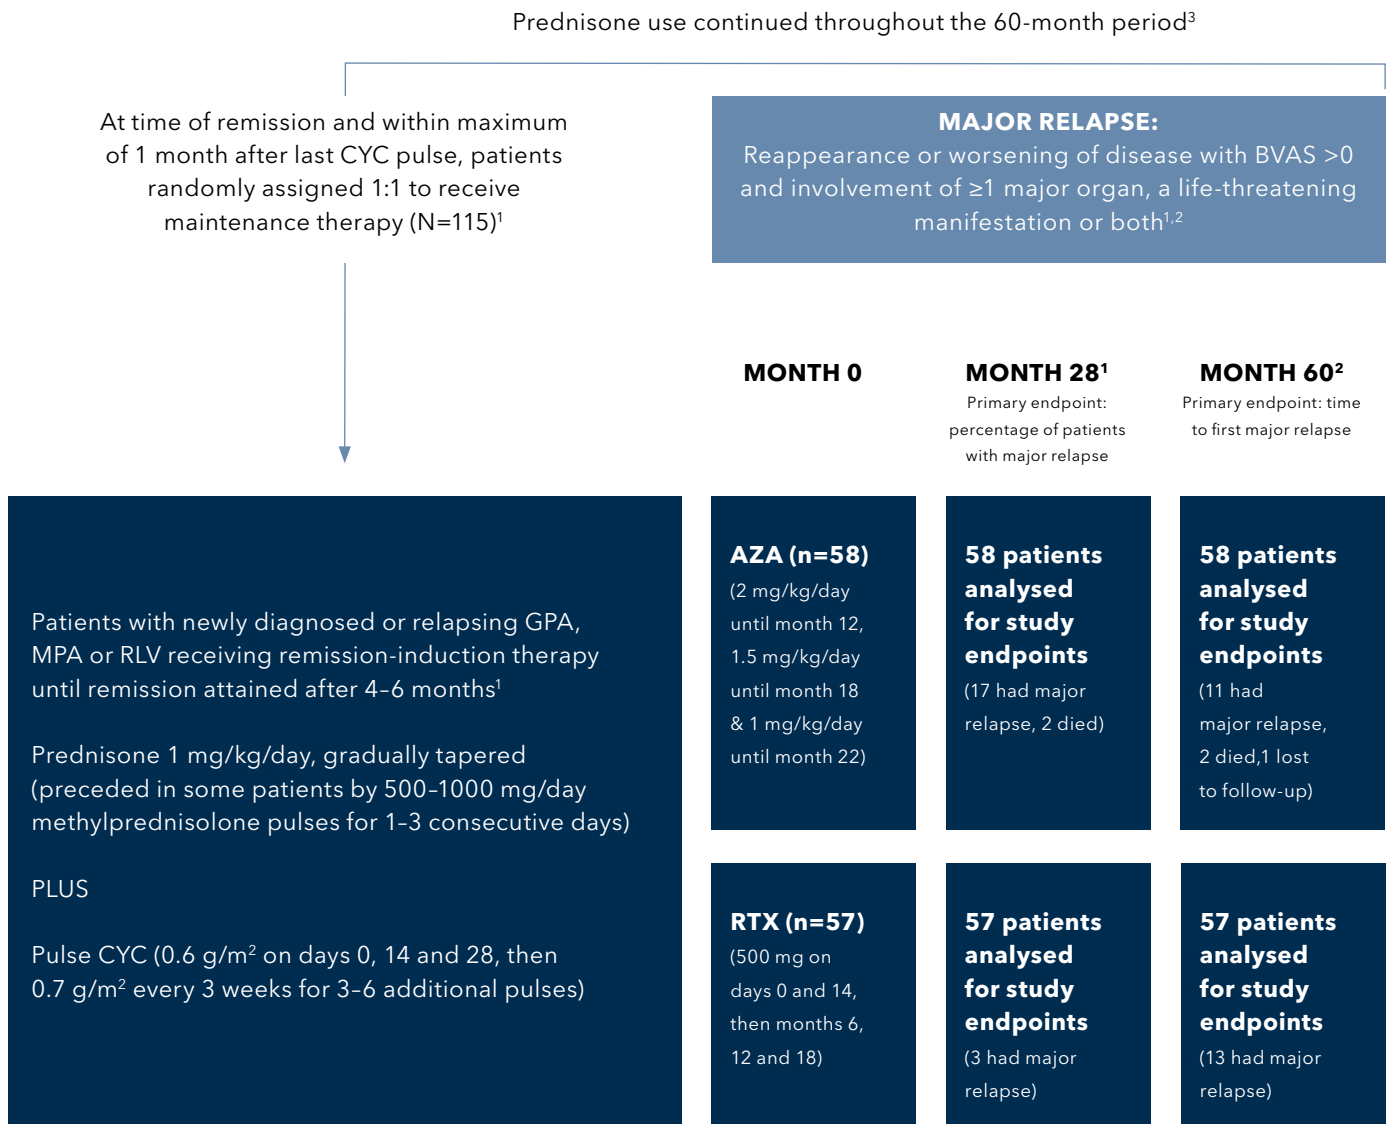 Prednisone use continued throughout the 60-month period³
At time of remission and within maximum
of 1 month after last CYC pulse, patients
randomly assigned 1:1 to receive
maintenance therapy (N=115)¹
MAJOR RELAPSE:
Reappearance or worsening of disease with BVAS >0
and involvement of ≥1 major organ, a life-threatening
manifestation or both¹,²
MONTH 0
MONTH 28¹
Primary endpoint:
percentage of patients
with major relapse
MONTH 60²
Primary endpoint: time
to first major relapse
Patients with newly diagnosed or relapsing GPA,
MPA or RLV receiving remission-induction therapy
until remission attained after 4–6 months¹
Prednisone 1 mg/kg/day, gradually tapered
(preceded in some patients by 500–1000 mg/day
methylprednisolone pulses for 1–3 consecutive days)
PLUS
Pulse CYC (0.6 g/m² on days 0, 14 and 28, then
0.7 g/m² every 3 weeks for 3–6 additional pulses)
AZA (n=58)
(2 mg/kg/day
until month 12,
1.5 mg/kg/day
until month 18
& 1 mg/kg/day
until month 22)
58 patients
analysed
for study
endpoints
(17 had major
relapse, 2 died)
58 patients
analysed
for study
endpoints
(11 had
major relapse,
2 died,1 lost
to follow-up)
RTX (n=57)
(500 mg on
days 0 and 14,
then months 6,
12 and 18)
57 patients
analysed
for study
endpoints
(3 had major
relapse)
57 patients
analysed
for study
endpoints
(13 had major
relapse)